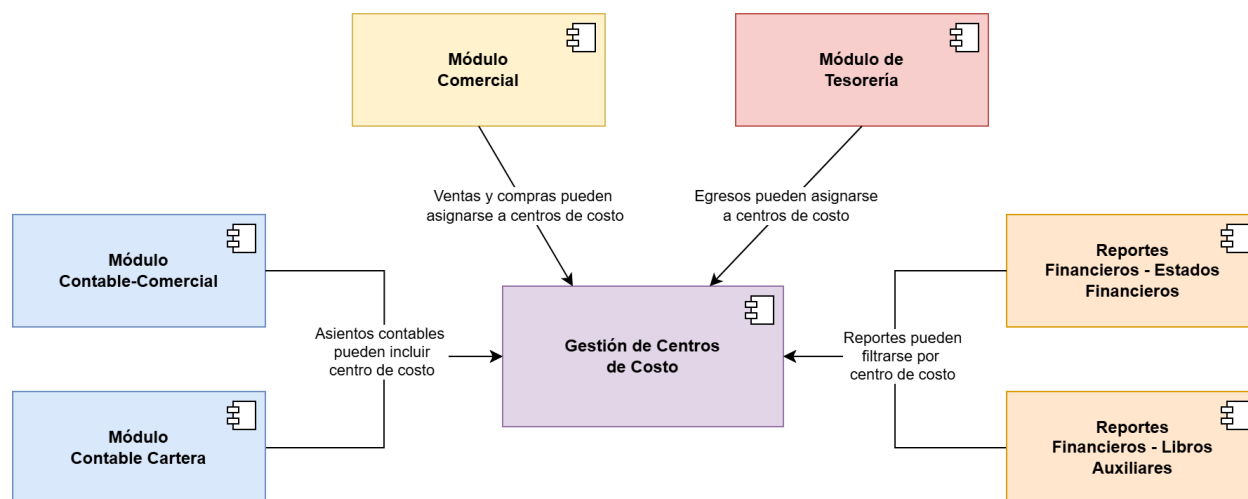 Módulo
Comercial
Módulo de
Tesorería
Ventas y compras pueden
asignarse a centros de costo
Egresos pueden asignarse
a centros de costo
Módulo
Contable-Comercial
Reportes
Financieros - Estados
Financieros
Asientos contables
pueden incluir
centro de costo
Gestión de Centros
de Costo
Reportes pueden
filtrarse por
centro de costo
Módulo
Contable Cartera
Reportes
Financieros - Libros
Auxiliares